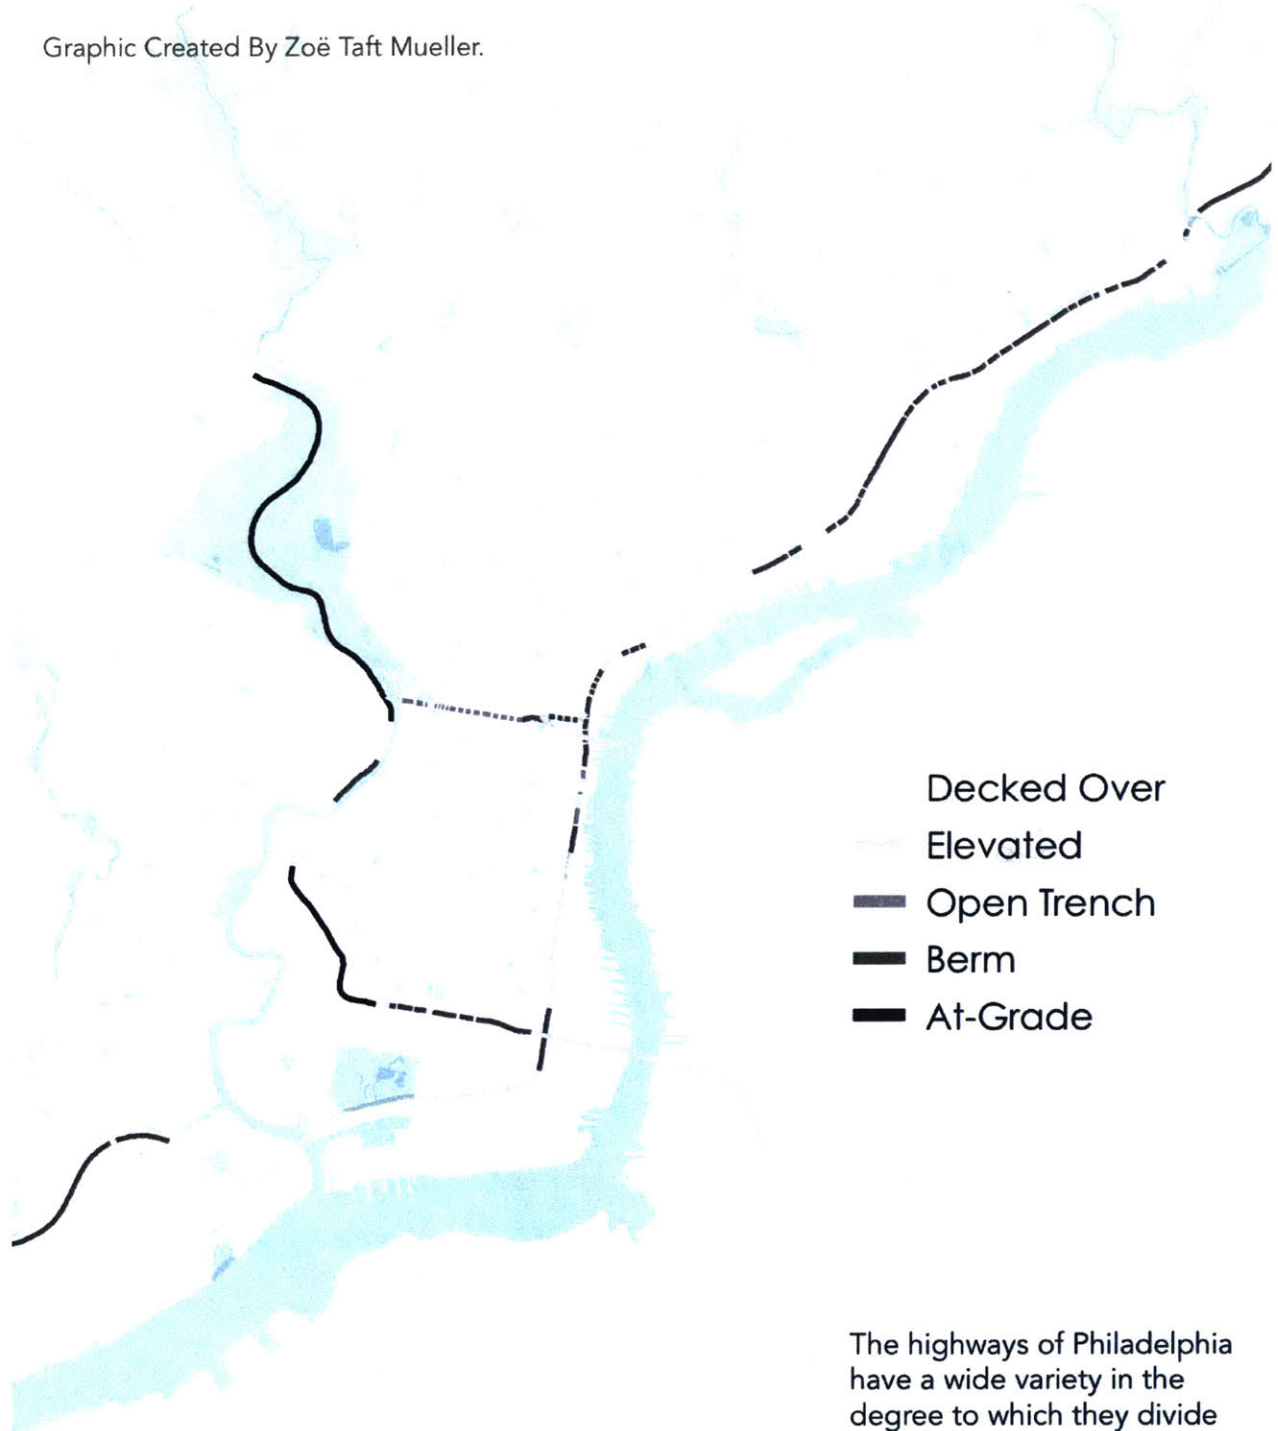 Graphic Created By Zoë Taft Mueller.
Decked Over
Elevated
Open Trench
Berm
At-Grade
The highways of Philadelphia
have a wide variety in the
degree to which they divide